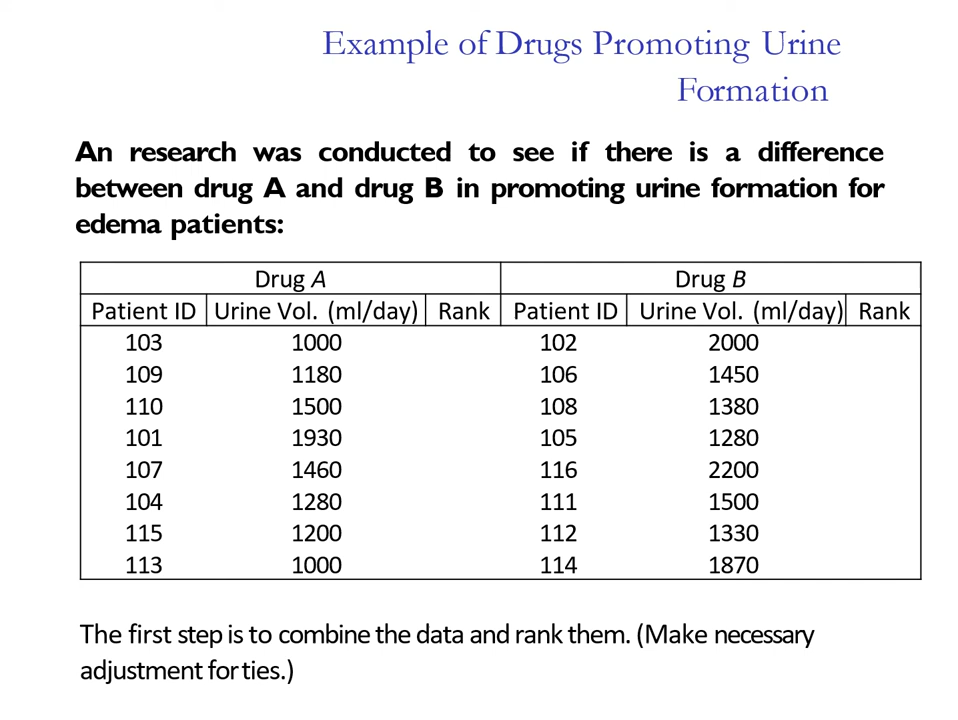 Example of Drugs Promoting Urine
Formation
An research was conducted to see if there is a difference
between drug A and drug B in promoting urine formation for
edema patients:
Drug A Drug B
Patient ID Urine Vol. (ml/day) Rank Patient ID Urine Vol. (ml/day) Rank
103 1000 102 2000
109 1180 106 1450
110 1500 108 1380
101 1930 105 1280
107 1460 116 2200
104 1280 111 1500
115 1200 112 1330
113 1000 114 1870
The first step is to combine the data and rank them. (Make necessary
adjustment for ties.)